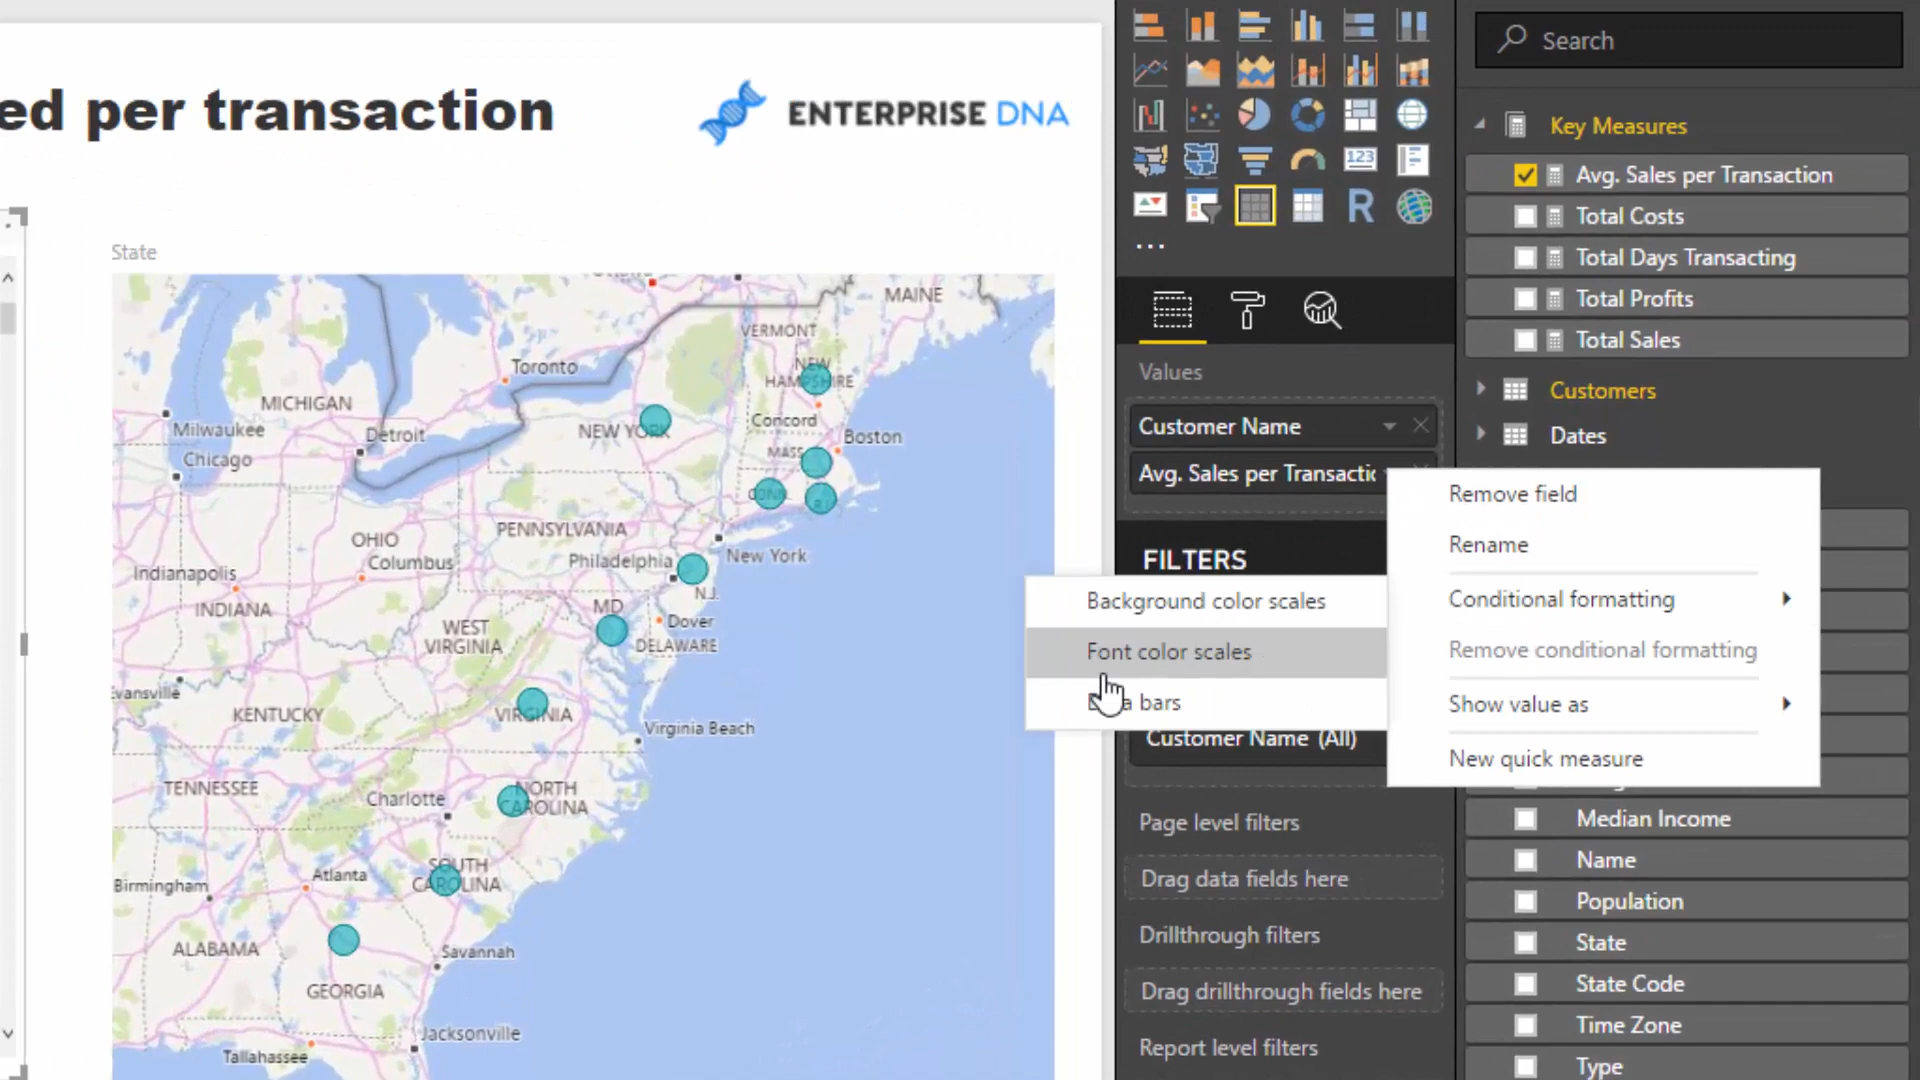 ed per transaction
ENTERPRISE DNA
State
MAINE
VERMONT
NEW
HAMPSHIRE
Toronto
MICHIGAN
Milwaukee
Detroit
NEW YORK
Concord
Boston
MASS.
Chicago
CONN.
R.I.
PENNSYLVANIA
New York
OHIO
Columbus
Philadelphia
Indianapolis
N.J.
INDIANA
MD
Dover
WEST
VIRGINIA
DELAWARE
Evansville
KENTUCKY
VIRGINIA
Virginia Beach
TENNESSEE
Charlotte
NORTH
CAROLINA
SOUTH
CAROLINA
Atlanta
Birmingham
ALABAMA
Savannah
GEORGIA
Jacksonville
Tallahassee
123
R
...
Values
Customer Name
Avg. Sales per Transactic
FILTERS
Background color scales
Font color scales
bars
Customer Name (All)
Page level filters
Drag data fields here
Drillthrough filters
Drag drillthrough fields here
Report level filters
Remove field
Rename
Conditional formatting
Remove conditional formatting
Show value as
New quick measure
Search
Key Measures
Avg. Sales per Transaction
Total Costs
Total Days Transacting
Total Profits
Total Sales
Customers
Dates
Median Income
Name
Population
State
State Code
Time Zone
Type